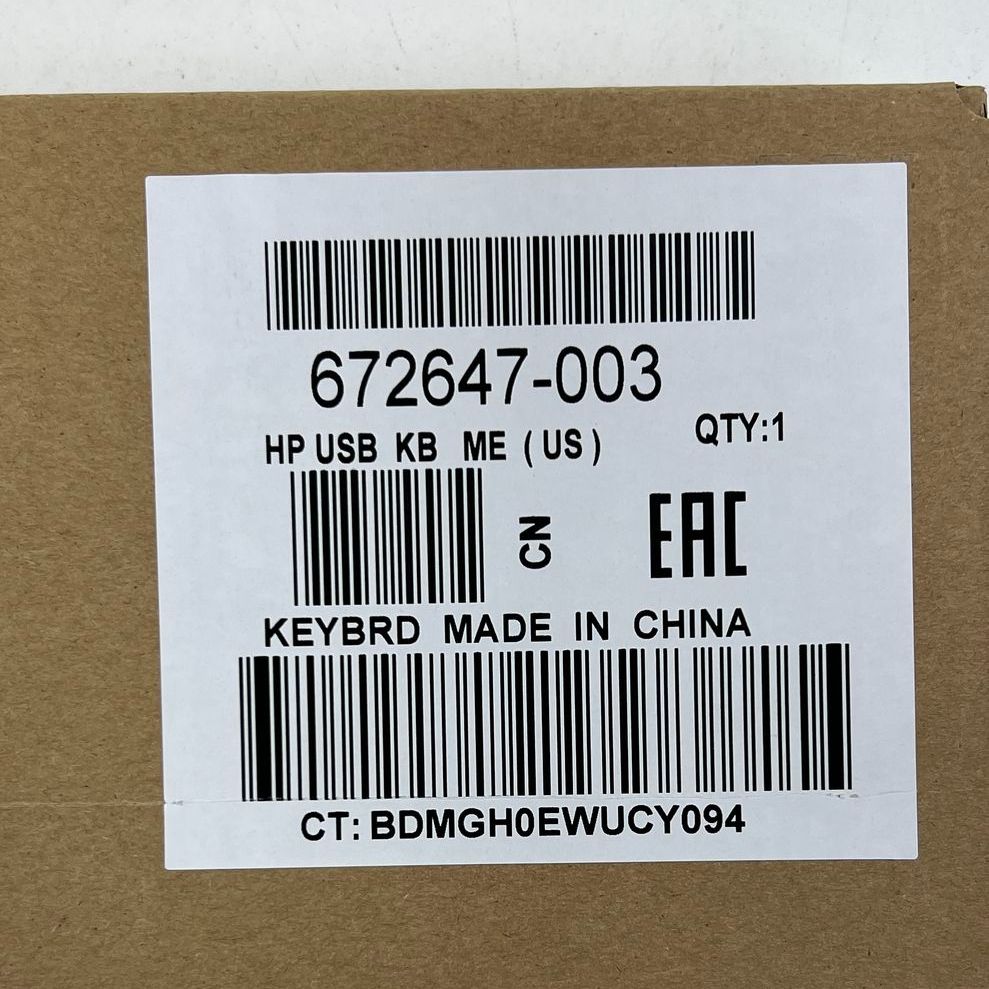 672647-003
HP USB KB ME (US)
QTY:1
CN
EAC
KEYBRD MADE IN CHINA
CT: BDMGH0EWUCY094